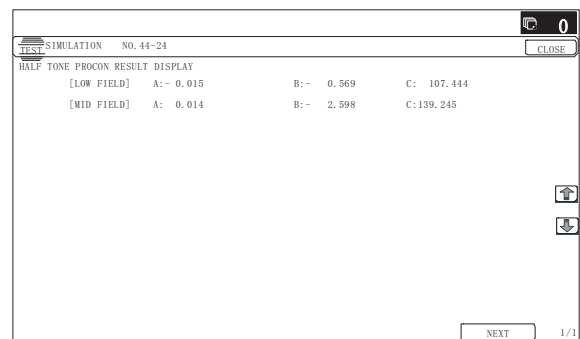 0
TEST SIMULATION NO. 44-24 CLOSE
HALF TONE PROCON RESULT DISPLAY
[LOW FIELD] A:- 0.015 B:- 0.569 C: 107.444
[MID FIELD] A: 0.014 B:- 2.598 C:139.245
NEXT 1/1